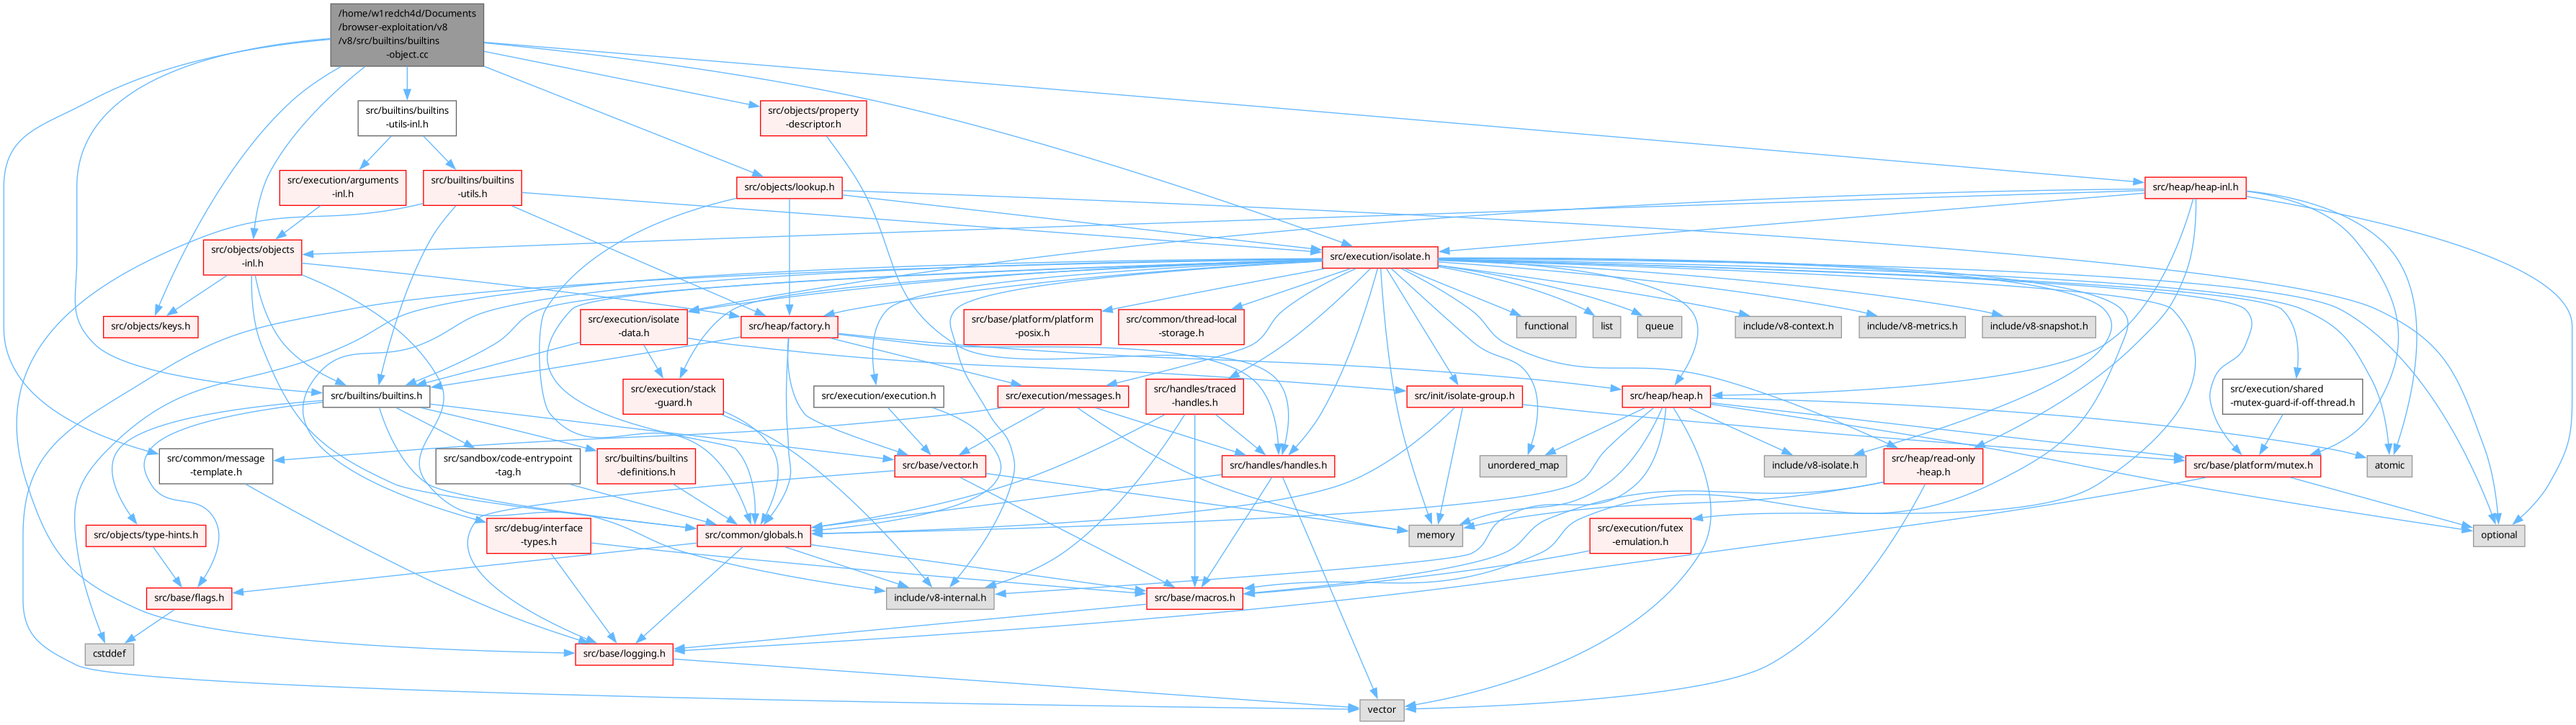 /home/w1redch4d/Documents
/browser-exploitation/v8
/v8/src/builtins/builtins
-object.cc
src/builtins/builtins
-utils-inl.h
src/objects/property
-descriptor.h
src/execution/arguments
-inl.h
src/builtins/builtins
-utils.h
src/objects/lookup.h
src/heap/heap-inl.h
src/objects/objects
-inl.h
src/execution/isolate.h
src/objects/keys.h
src/execution/isolate
-data.h
src/heap/factory.h
src/base/platform/platform
-posix.h
src/common/thread-local
-storage.h
functional
list
queue
include/v8-context.h
include/v8-metrics.h
include/v8-snapshot.h
src/builtins/builtins.h
src/execution/stack
-guard.h
src/execution/execution.h
src/execution/messages.h
src/handles/traced
-handles.h
src/init/isolate-group.h
src/heap/heap.h
src/execution/shared
-mutex-guard-if-off-thread.h
src/common/message
-template.h
src/sandbox/code-entrypoint
-tag.h
src/builtins/builtins
-definitions.h
src/base/vector.h
src/handles/handles.h
unordered_map
include/v8-isolate.h
src/heap/read-only
-heap.h
src/base/platform/mutex.h
atomic
src/objects/type-hints.h
src/debug/interface
-types.h
src/common/globals.h
memory
src/execution/futex
-emulation.h
optional
src/base/flags.h
include/v8-internal.h
src/base/macros.h
cstddef
src/base/logging.h
vector